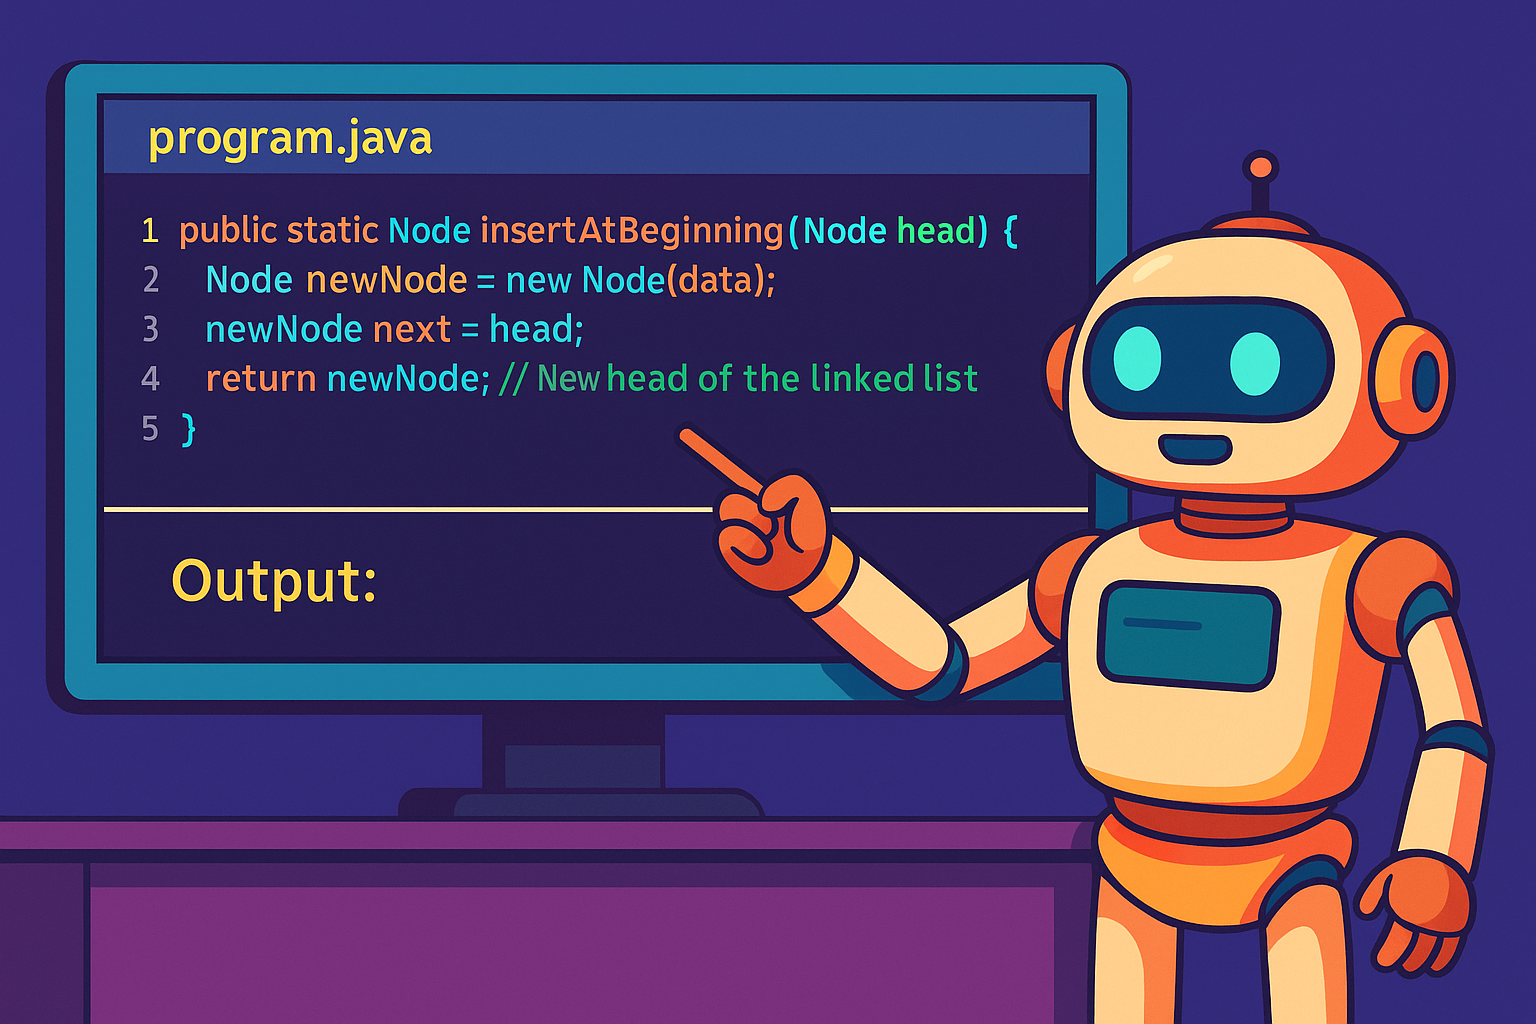 program.java
1 public static Node insertAtBeginning(Node head) {
2 Node newNode = new Node(data);
3 newNode next = head;
4 return newNode; // New head of the linked list
5 }
Output: